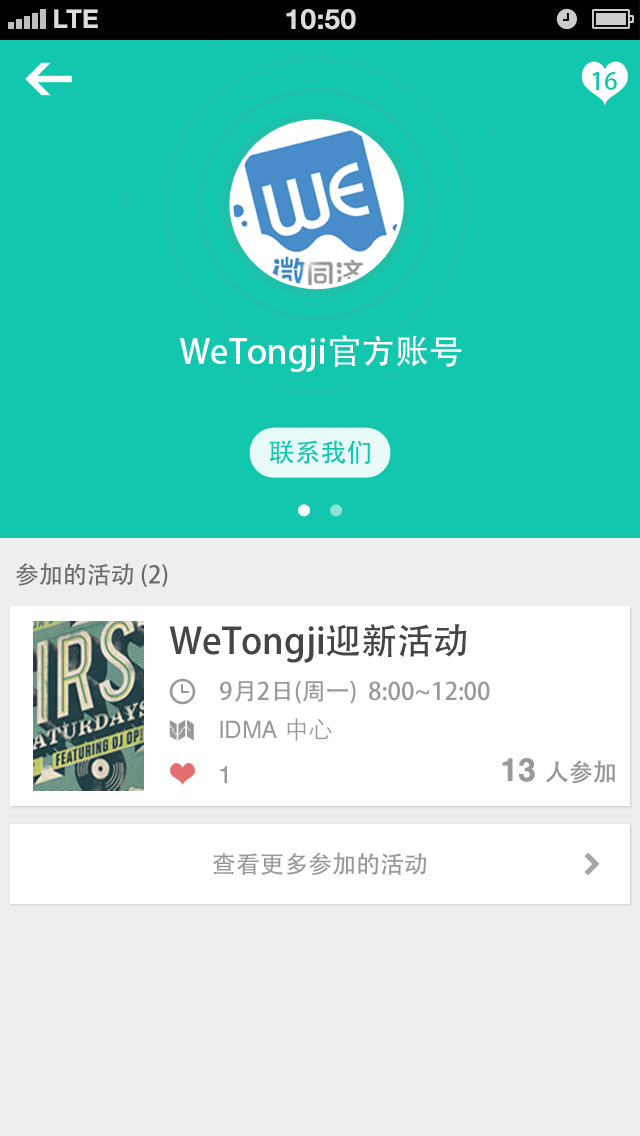 LTE 10:50
16
WE
微同济
WeTongji官方账号
联系我们
参加的活动 (2)
IRS
ATURDAYS
FEATURING DJ OP
WeTongji迎新活动
9月2日(周一) 8:00~12:00
IDMA 中心
1
13 人参加
查看更多参加的活动